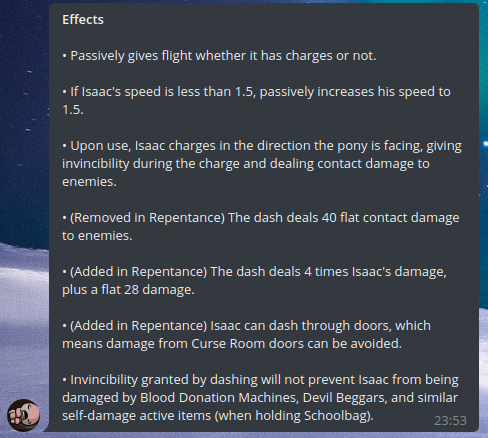 Effects
• Passively gives flight whether it has charges or not.
• If Isaac's speed is less than 1.5, passively increases his speed to
1.5.
• Upon use, Isaac charges in the direction the pony is facing, giving
invincibility during the charge and dealing contact damage to
enemies.
• (Removed in Repentance) The dash deals 40 flat contact damage
to enemies.
• (Added in Repentance) The dash deals 4 times Isaac's damage,
plus a flat 28 damage.
• (Added in Repentance) Isaac can dash through doors, which
means damage from Curse Room doors can be avoided.
• Invincibility granted by dashing will not prevent Isaac from being
damaged by Blood Donation Machines, Devil Beggars, and similar
self-damage active items (when holding Schoolbag).
23:53